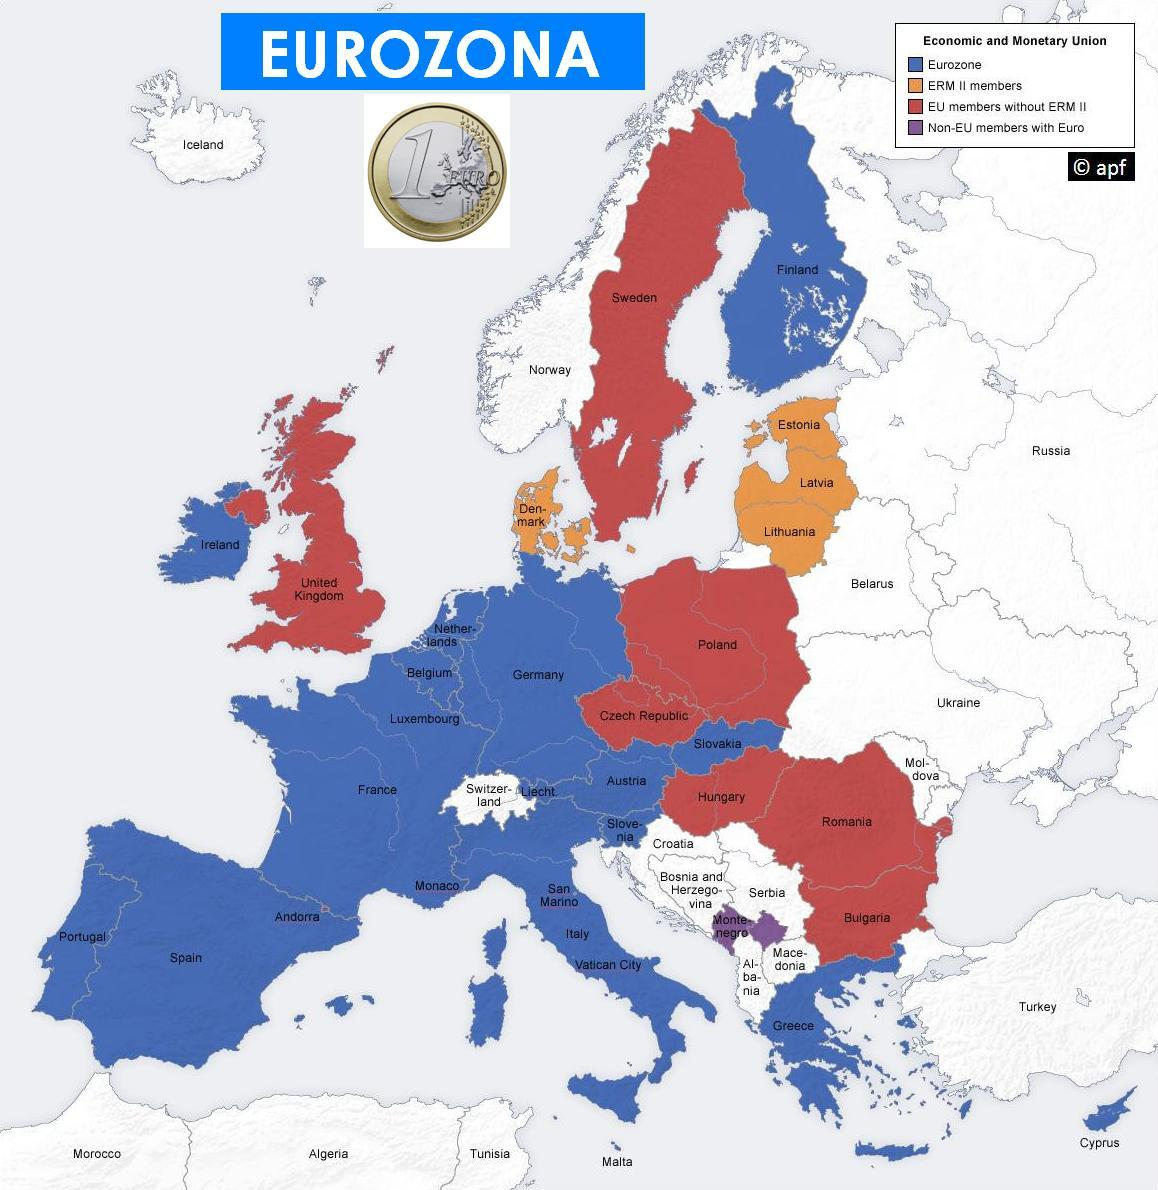 EUROZONA
1
EURO
Economic and Monetary Union
Eurozone
ERM II members
EU members without ERM II
Non-EU members with Euro
© apf
Iceland
Finland
Sweden
Norway
Estonia
Russia
Latvia
Den-
mark
Lithuania
Ireland
United
Kingdom
Belarus
Nether-
lands
Poland
Belgium
Germany
Ukraine
Luxembourg
Czech Republic
Slovakia
Mol-
dova
Austria
France
Switzer-
land
Liecht.
Hungary
Slove-
nia
Romania
Croatia
Bosnia and
Herzego-
vina
Monaco
San
Marino
Serbia
Andorra
Monte-
negro
Bulgaria
Portugal
Italy
Spain
Vatican City
Mace-
donia
Al-
ba-
nia
Turkey
Greece
Cyprus
Morocco
Algeria
Tunisia
Malta